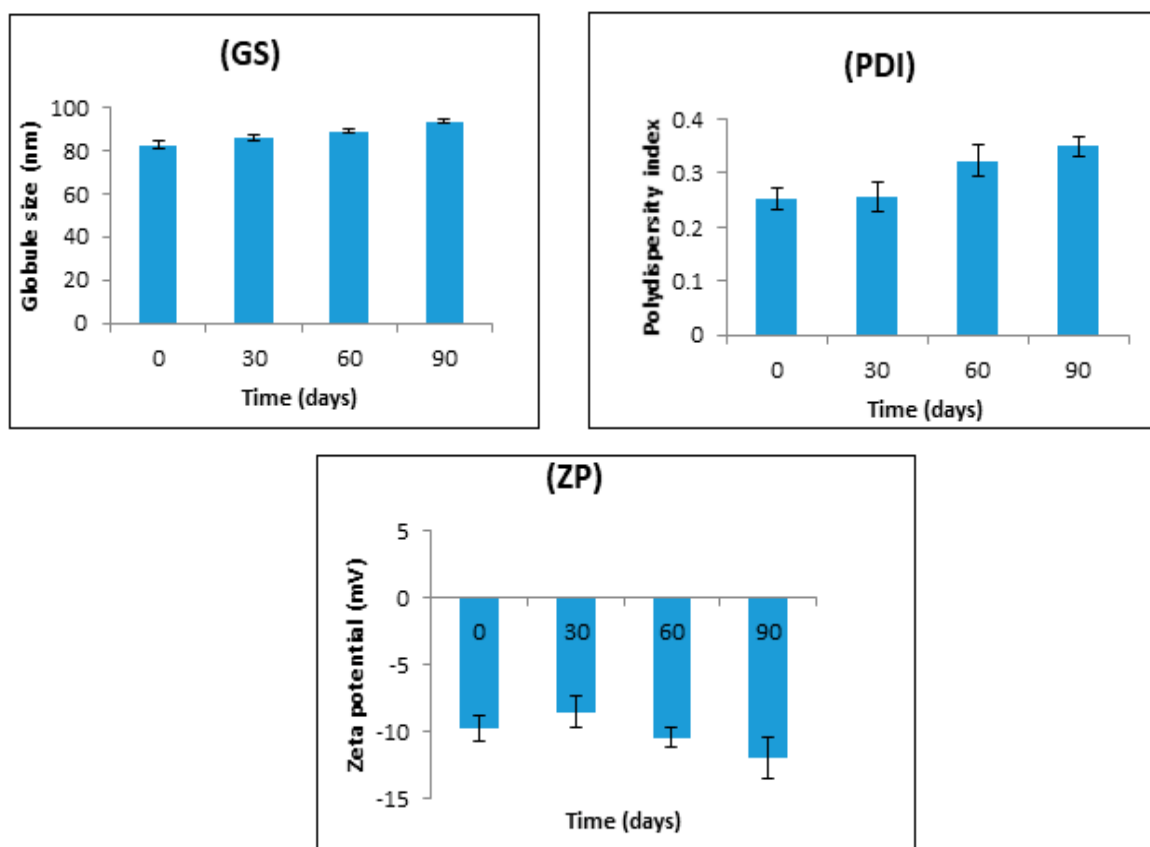 (GS)
Globule size (nm)
100
80
60
40
20
0
0 30 60 90
Time (days)
(PDI)
Polydispersity index
0.4
0.3
0.2
0.1
0
0 30 60 90
Time (days)
(ZP)
Zeta potential (mV)
5
0
-5
-10
-15
0 30 60 90
Time (days)